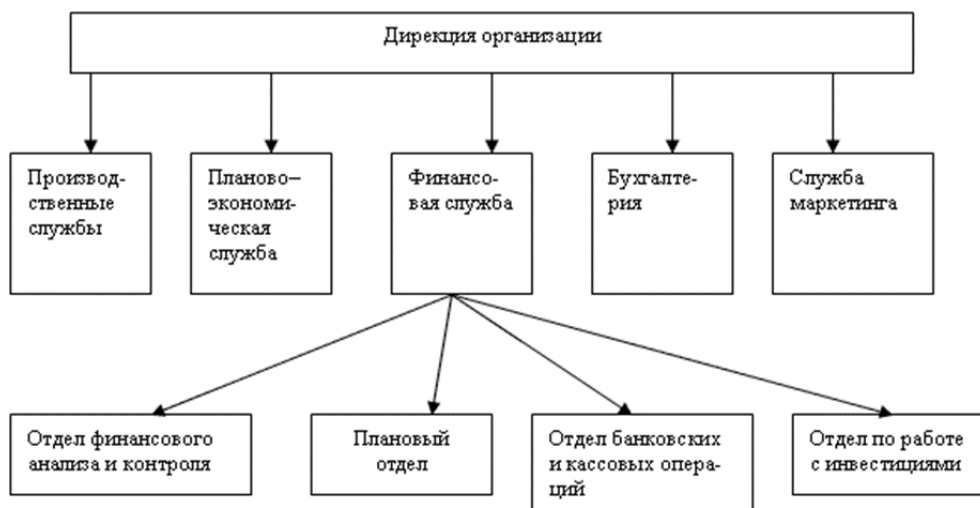 Дирекция организации
Производ-
ственные
службы
Планово–
экономи-
ческая
служба
Финансо-
вая служба
Бухгалте-
рия
Служба
маркетинга
Отдел финансового
анализа и контроля
Плановый
отдел
Отдел банковских
и кассовых опера-
ций
Отдел по работе
с инвестициями